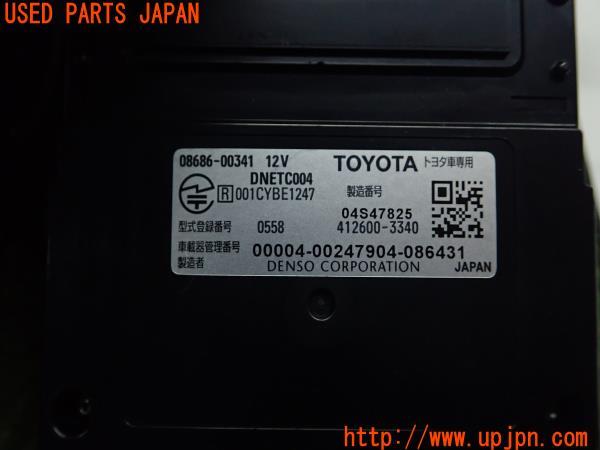 USED PARTS JAPAN
08686-00341 12V TOYOTA トヨタ車専用
DNETC004
R 001CYBE1247 製造番号
04S47825
型式登録番号 0558 412600-3340
車載器管理番号 00004-00247904-086431
製造者 DENSO CORPORATION JAPAN
UPJ
http://www.upjpn.com